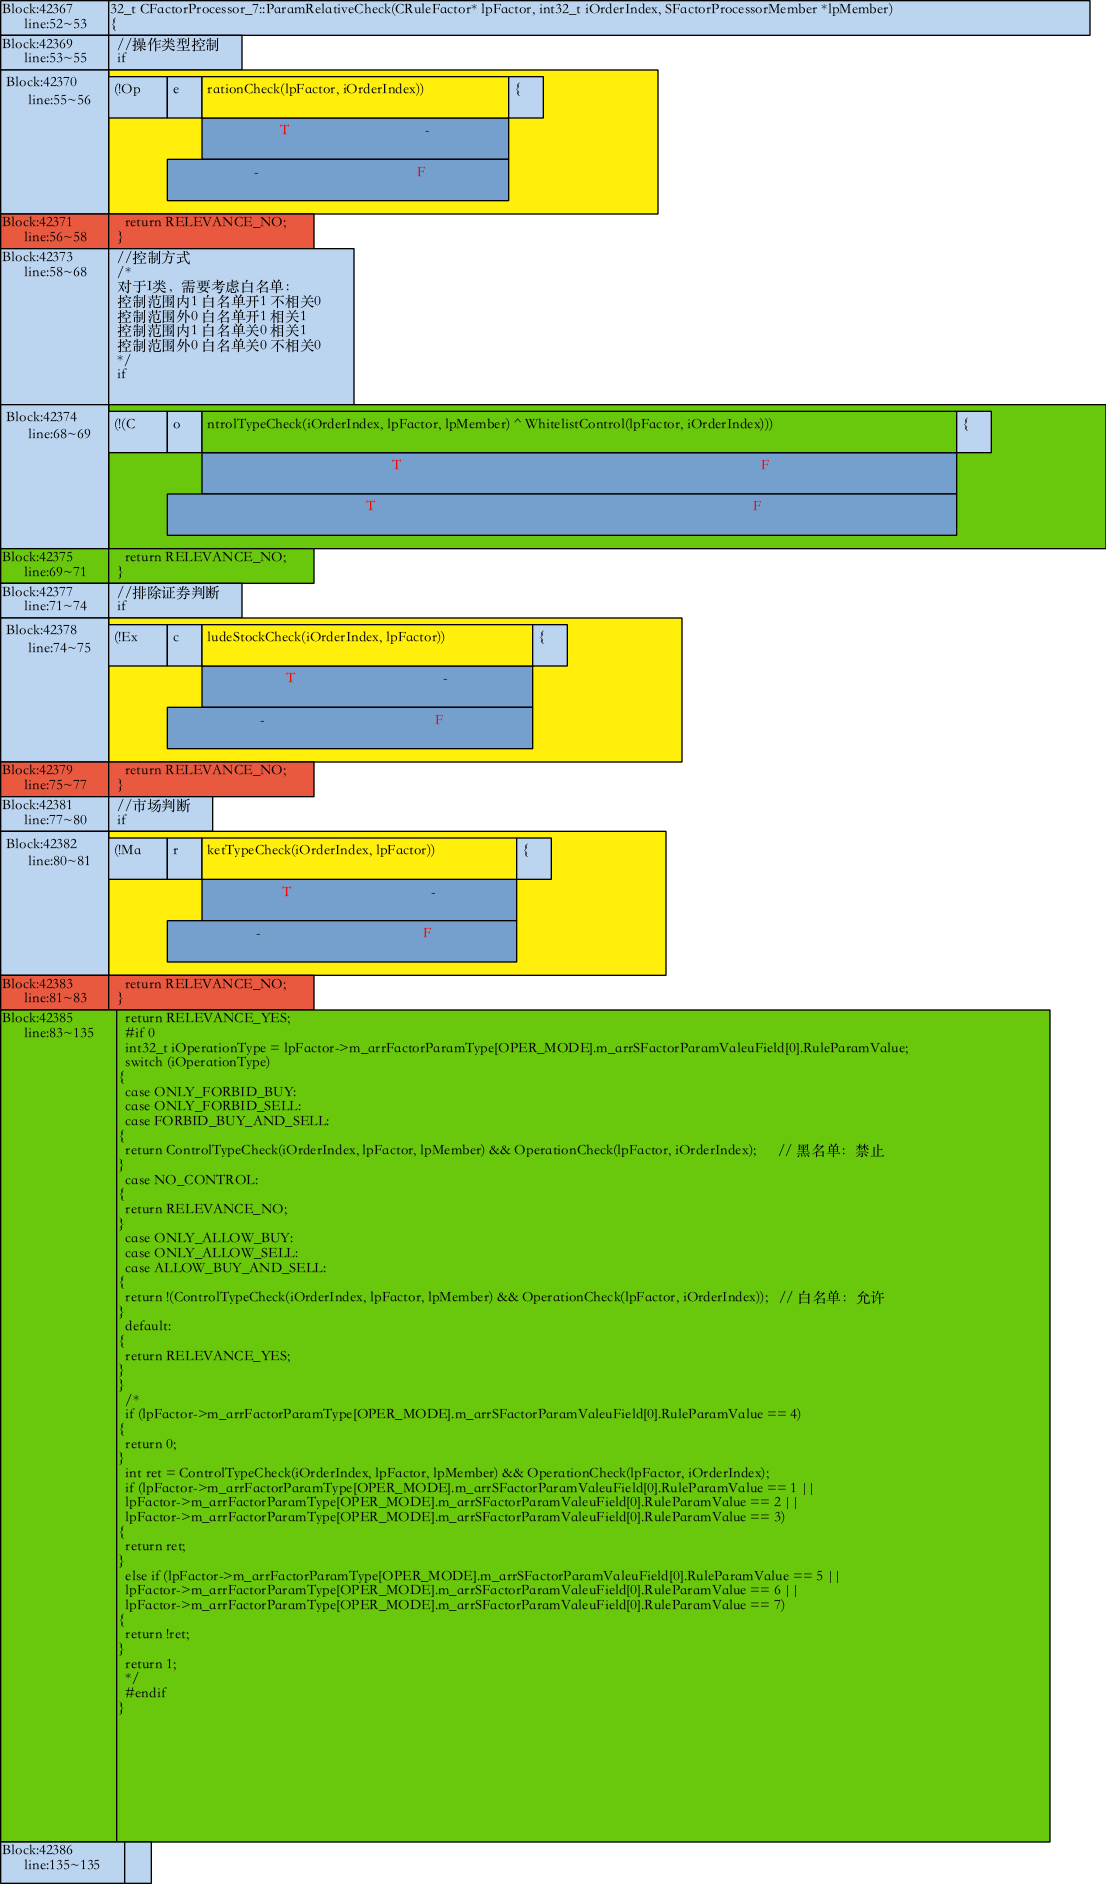 Block:42367
line:52~53
32_t CFactorProcessor_7::ParamRelativeCheck(CRuleFactor* lpFactor, int32_t iOrderIndex, SFactorProcessorMember *lpMember)
{
Block:42369
line:53~55
//操作类型控制
if
Block:42370
line:55~56
(!Op e rationCheck(lpFactor, iOrderIndex)) {
T -
- F
Block:42371
line:56~58
return RELEVANCE_NO;
}
Block:42373
line:58~68
//控制方式
/*
对于I类，需要考虑白名单：
控制范围内1 白名单开1 不相关0
控制范围外0 白名单开1 相关1
控制范围内1 白名单关0 相关1
控制范围外0 白名单关0 不相关0
*/
if
Block:42374
line:68~69
(!(C o ntrolTypeCheck(iOrderIndex, lpFactor, lpMember) ^ WhitelistControl(lpFactor, iOrderIndex))) {
T F
T F
Block:42375
line:69~71
return RELEVANCE_NO;
}
Block:42377
line:71~74
//排除证券判断
if
Block:42378
line:74~75
(!Ex c ludeStockCheck(iOrderIndex, lpFactor)) {
T -
- F
Block:42379
line:75~77
return RELEVANCE_NO;
}
Block:42381
line:77~80
//市场判断
if
Block:42382
line:80~81
(!Ma r ketTypeCheck(iOrderIndex, lpFactor)) {
T -
- F
Block:42383
line:81~83
return RELEVANCE_NO;
}
Block:42385
line:83~135
return RELEVANCE_YES;
#if 0
int32_t iOperationType = lpFactor->m_arrFactorParamType[OPER_MODE].m_arrSFactorParamValeuField[0].RuleParamValue;
switch (iOperationType)
{
case ONLY_FORBID_BUY:
case ONLY_FORBID_SELL:
case FORBID_BUY_AND_SELL:
{
return ControlTypeCheck(iOrderIndex, lpFactor, lpMember) && OperationCheck(lpFactor, iOrderIndex); // 黑名单：禁止
}
case NO_CONTROL:
{
return RELEVANCE_NO;
}
case ONLY_ALLOW_BUY:
case ONLY_ALLOW_SELL:
case ALLOW_BUY_AND_SELL:
{
return !(ControlTypeCheck(iOrderIndex, lpFactor, lpMember) && OperationCheck(lpFactor, iOrderIndex)); // 白名单：允许
}
default:
{
return RELEVANCE_YES;
}
}
/*
if (lpFactor->m_arrFactorParamType[OPER_MODE].m_arrSFactorParamValeuField[0].RuleParamValue == 4)
{
return 0;
}
int ret = ControlTypeCheck(iOrderIndex, lpFactor, lpMember) && OperationCheck(lpFactor, iOrderIndex);
if (lpFactor->m_arrFactorParamType[OPER_MODE].m_arrSFactorParamValeuField[0].RuleParamValue == 1 ||
lpFactor->m_arrFactorParamType[OPER_MODE].m_arrSFactorParamValeuField[0].RuleParamValue == 2 ||
lpFactor->m_arrFactorParamType[OPER_MODE].m_arrSFactorParamValeuField[0].RuleParamValue == 3)
{
return ret;
}
else if (lpFactor->m_arrFactorParamType[OPER_MODE].m_arrSFactorParamValeuField[0].RuleParamValue == 5 ||
lpFactor->m_arrFactorParamType[OPER_MODE].m_arrSFactorParamValeuField[0].RuleParamValue == 6 ||
lpFactor->m_arrFactorParamType[OPER_MODE].m_arrSFactorParamValeuField[0].RuleParamValue == 7)
{
return !ret;
}
return 1;
*/
#endif
}
Block:42386
line:135~135